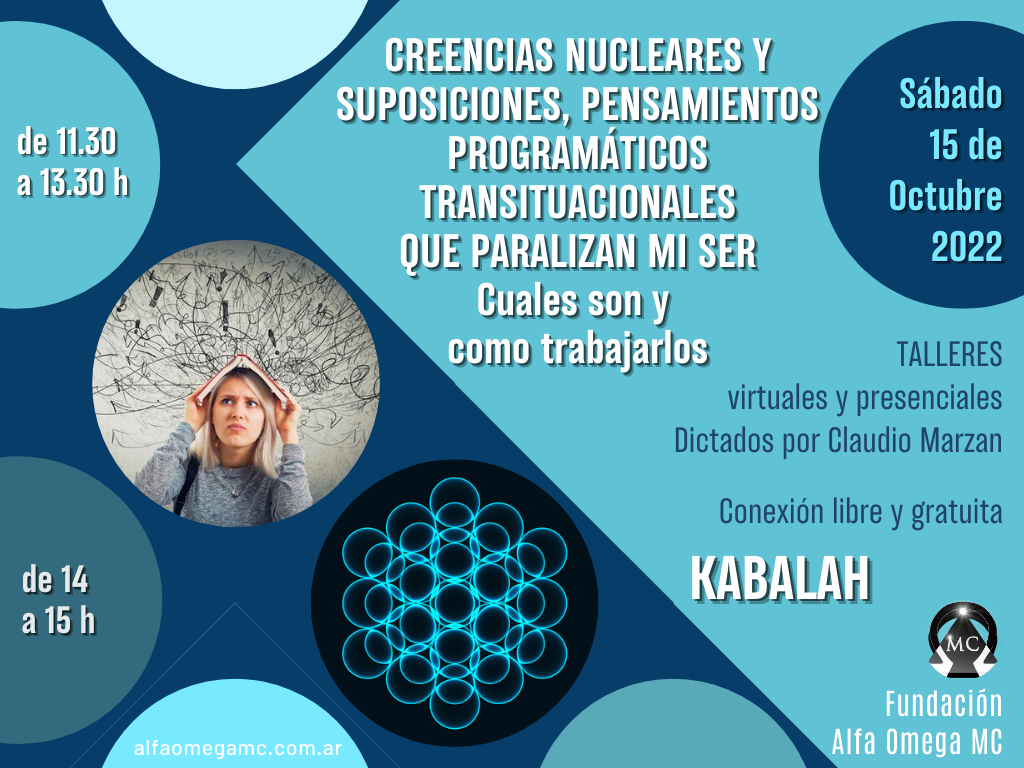 CREENCIAS NUCLEARES Y
SUPOSICIONES, PENSAMIENTOS
PROGRAMÁTICOS
TRANSITUACIONALES
QUE PARALIZAN MI SER
Cuales son y
como trabajarlos
Sábado
15 de
Octubre
2022
de 11.30
a 13.30 h
TALLERES
virtuales y presenciales
Dictados por Claudio Marzan
Conexión libre y gratuita
KABALAH
de 14
a 15 h
MC
Fundación
Alfa Omega MC
alfaomegamc.com.ar